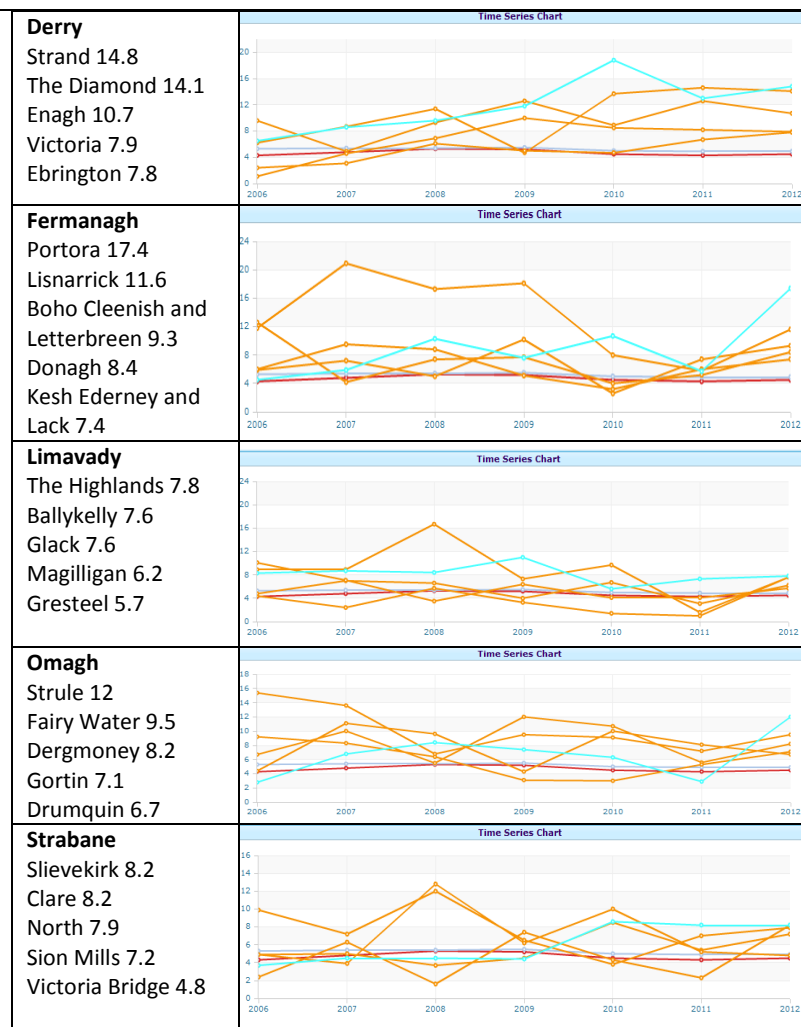 Derry
Strand 14.8
The Diamond 14.1
Enagh 10.7
Victoria 7.9
Ebrington 7.8
Time Series Chart
20
16
12
8
4
0
2006 2007 2008 2009 2010 2011 2012
Fermanagh
Portora 17.4
Lisnarrick 11.6
Boho Cleenish and
Letterbreen 9.3
Donagh 8.4
Kesh Ederney and
Lack 7.4
Time Series Chart
24
20
16
12
8
4
0
2006 2007 2008 2009 2010 2011 2012
Limavady
The Highlands 7.8
Ballykelly 7.6
Glack 7.6
Magilligan 6.2
Gresteel 5.7
Time Series Chart
24
20
16
12
8
4
0
2006 2007 2008 2009 2010 2011 2012
Omagh
Strule 12
Fairy Water 9.5
Dergmoney 8.2
Gortin 7.1
Drumquin 6.7
Time Series Chart
18
16
14
12
10
8
6
4
2
0
2006 2007 2008 2009 2010 2011 2012
Strabane
Slievekirk 8.2
Clare 8.2
North 7.9
Sion Mills 7.2
Victoria Bridge 4.8
Time Series Chart
16
14
12
10
8
6
4
2
0
2006 2007 2008 2009 2010 2011 2012